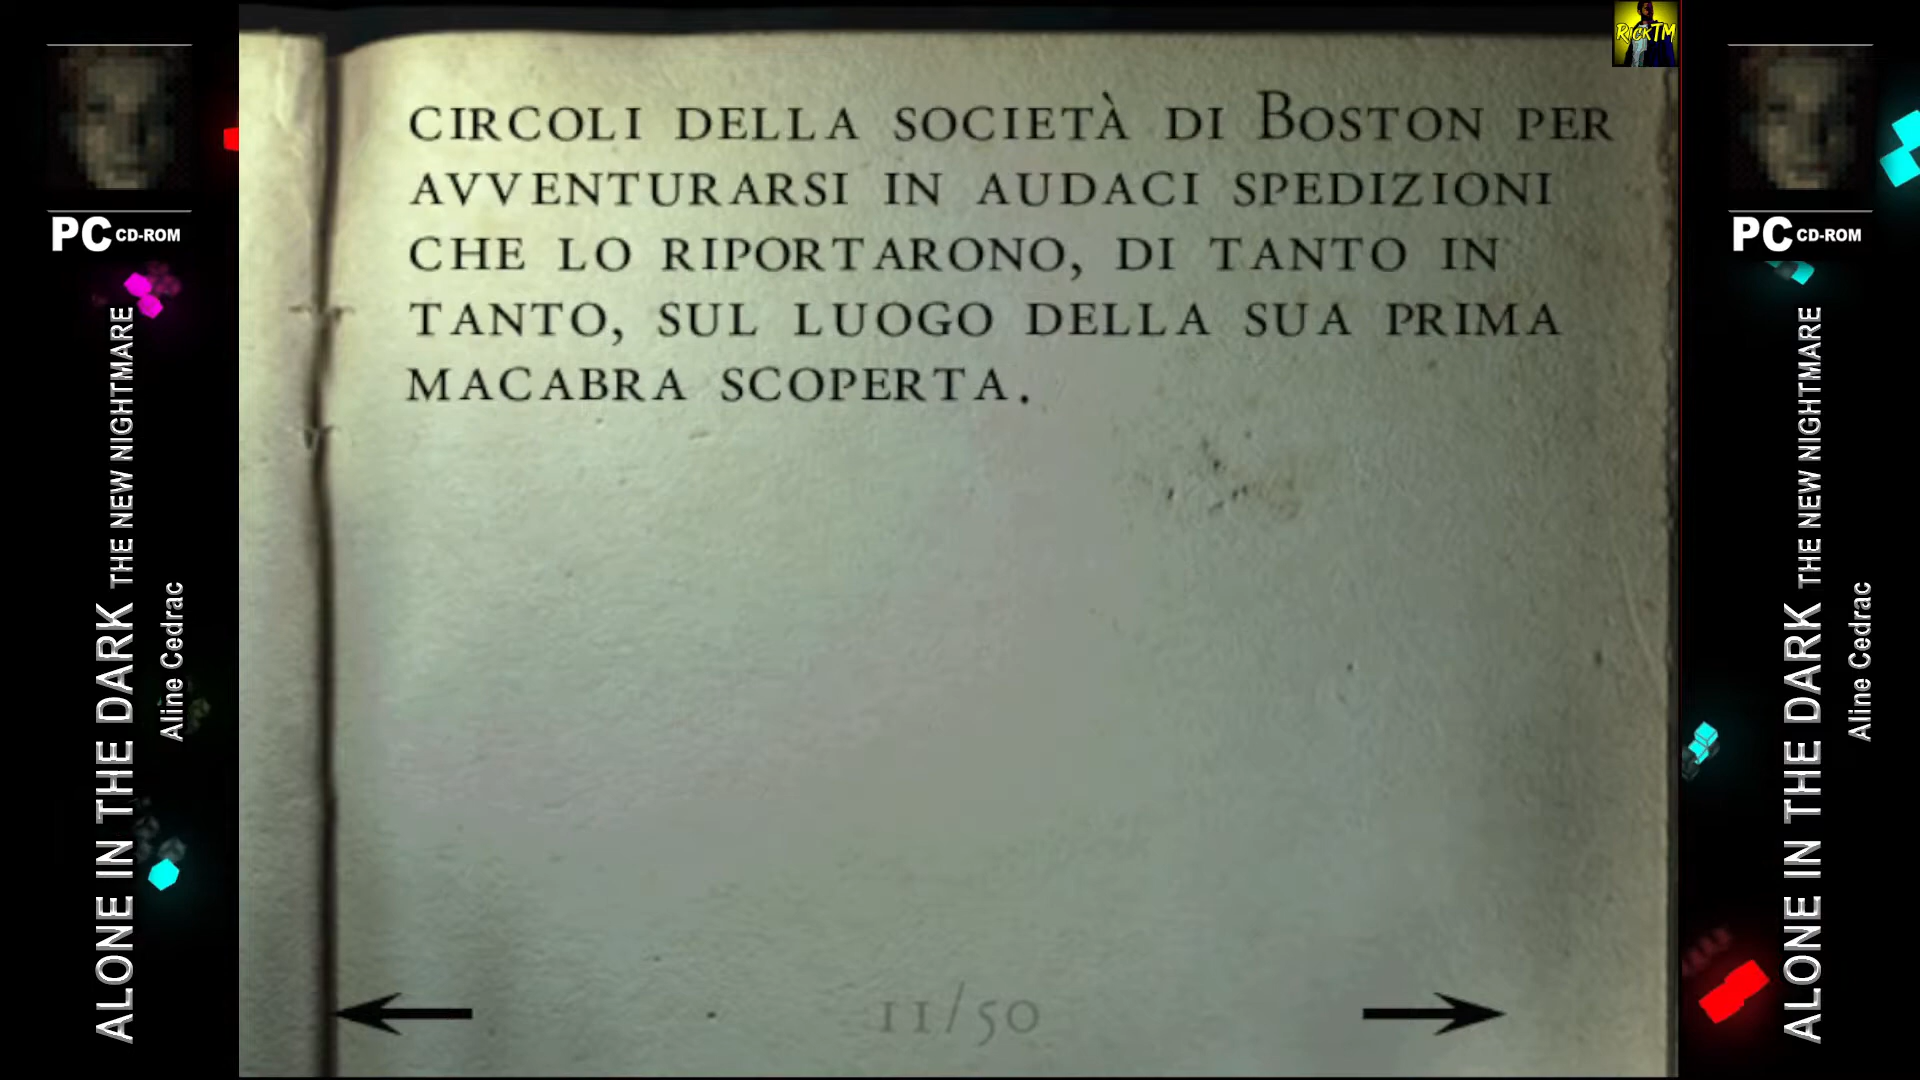 RICKTM
CIRCOLI DELLA SOCIETÀ DI BOSTON PER
AVVENTURARSI IN AUDACI SPEDIZIONI
CHE LO RIPORTARONO, DI TANTO IN
TANTO, SUL LUOGO DELLA SUA PRIMA
MACABRA SCOPERTA.
11/50
PC CD-ROM
ALONE IN THE DARK THE NEW NIGHTMARE
Aline Cedrac
PC CD-ROM
ALONE IN THE DARK THE NEW NIGHTMARE
Aline Cedrac